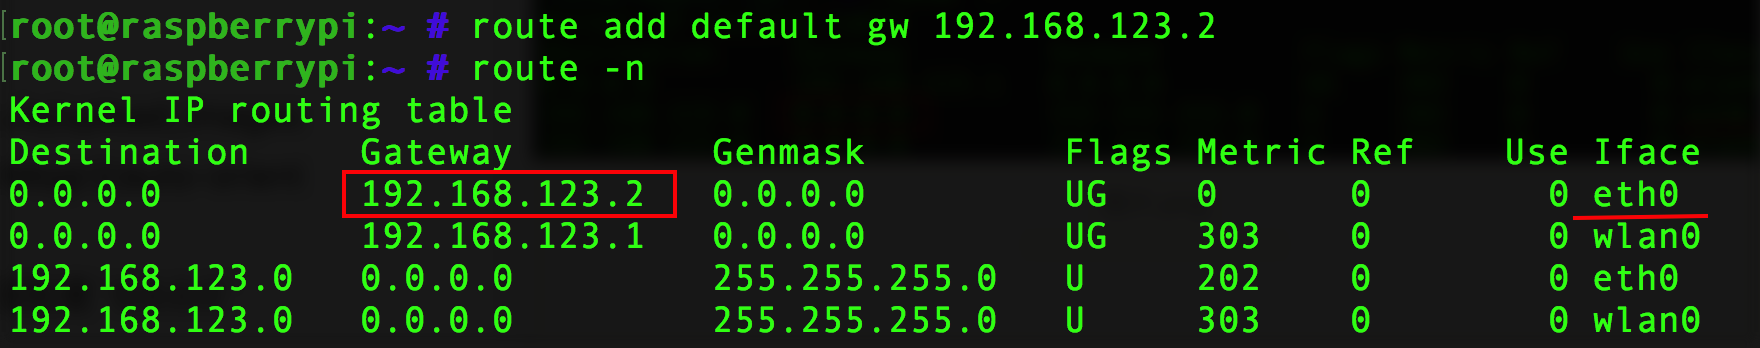 [root@raspberrypi:~ # route add default gw 192.168.123.2
[root@raspberrypi:~ # route -n
Kernel IP routing table
Destination     Gateway         Genmask         Flags Metric Ref    Use Iface
0.0.0.0         192.168.123.2   0.0.0.0         UG    0      0        0 eth0
0.0.0.0         192.168.123.1   0.0.0.0         UG    303    0        0 wlan0
192.168.123.0   0.0.0.0         255.255.255.0   U     202    0        0 eth0
192.168.123.0   0.0.0.0         255.255.255.0   U     303    0        0 wlan0